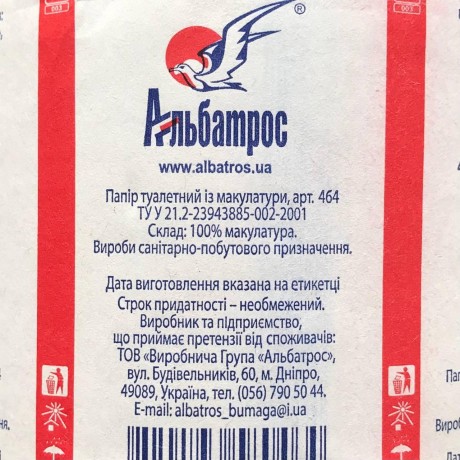 ®
Альбатрос
www.albatros.ua
Папір туалетний із макулатури, арт. 464
ТУ У 21.2-23943885-002-2001
Склад: 100% макулатура.
Вироби санітарно-побутового призначення.
Дата виготовлення вказана на етикетці
Строк придатності – необмежений.
Виробник та підприємство,
що приймає претензії від споживачів:
ТОВ «Виробнича Група «Альбатрос»,
вул. Будівельників, 60, м. Дніпро,
49089, Україна, тел. (056) 790 50 44.
E-mail: albatros_bumaga@i.ua